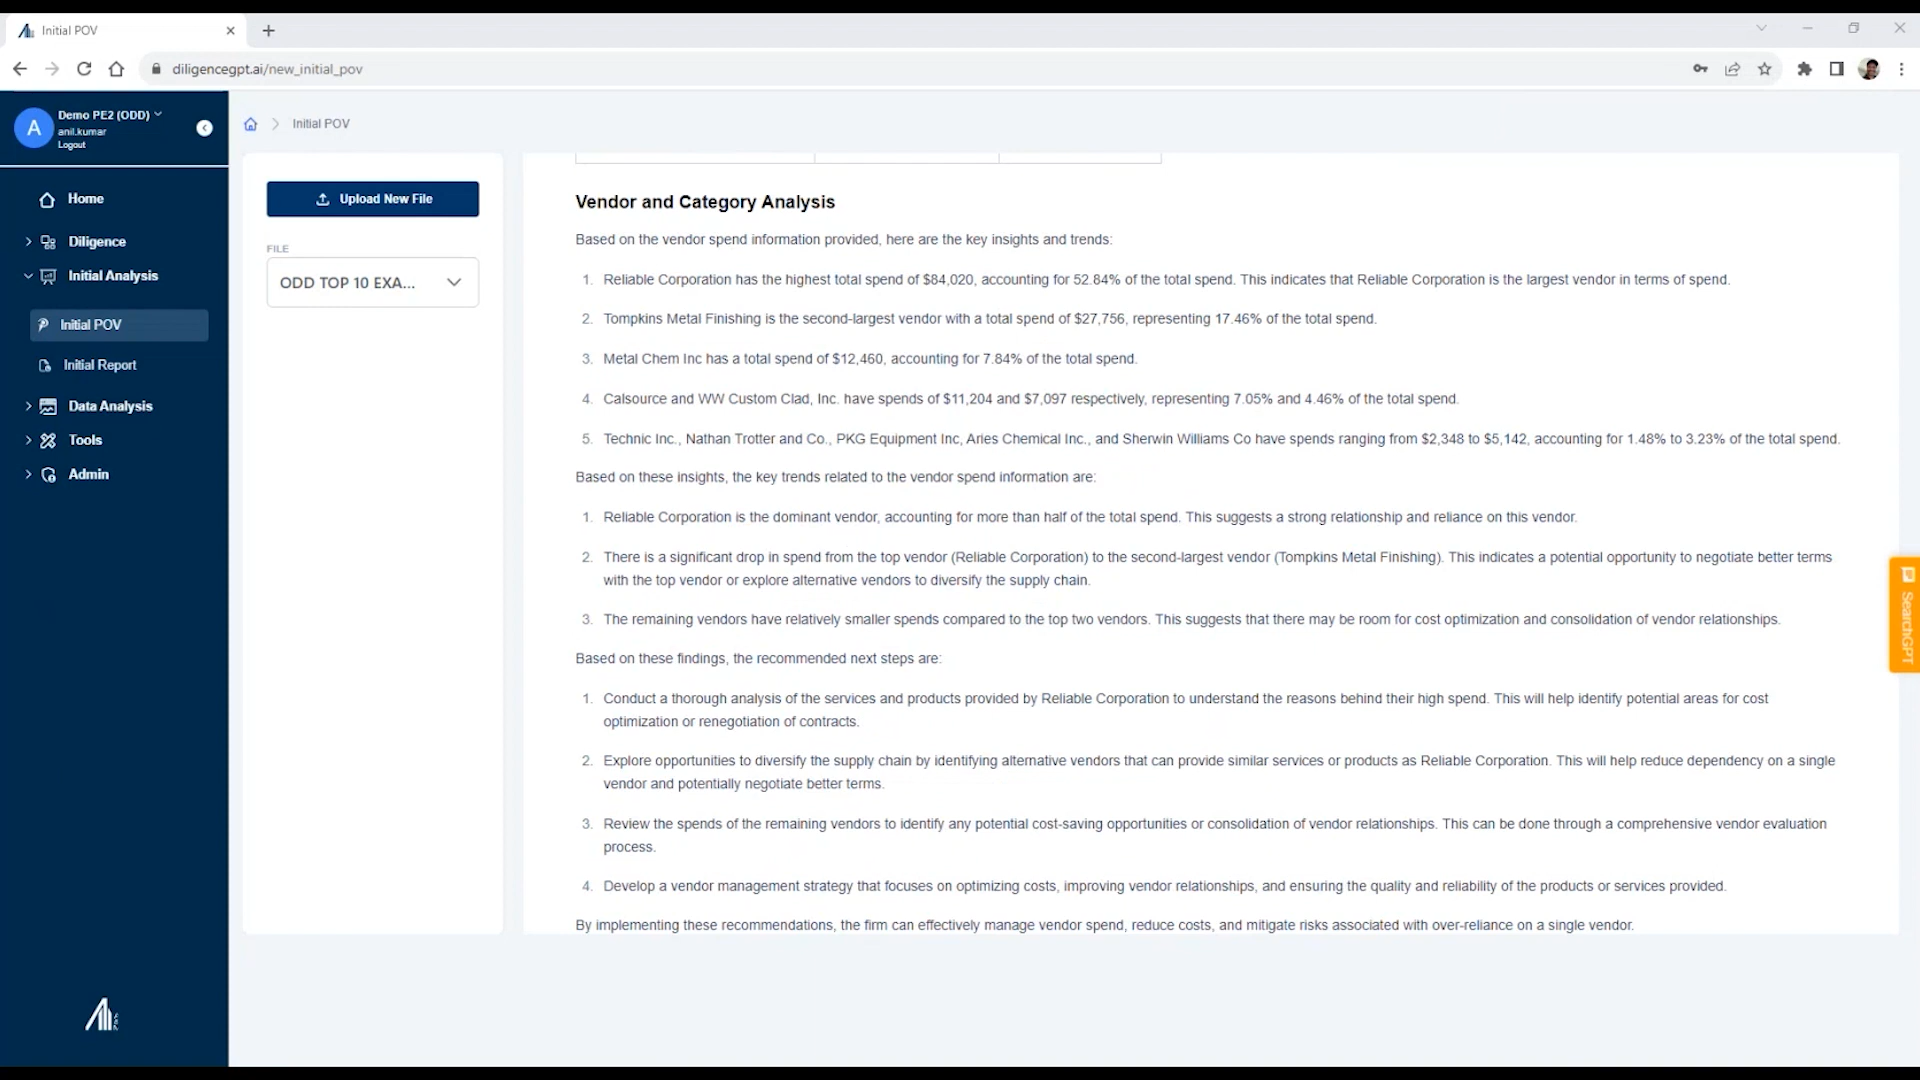 Initial POV
diligencegpt.ai/new_initial_pov
A
Demo PE2 (ODD)
anil.kumar
Logout
Home
Diligence
Initial Analysis
Initial POV
Initial Report
Data Analysis
Tools
Admin
Initial POV
Upload New File
FILE
ODD TOP 10 EXA...
Vendor and Category Analysis
Based on the vendor spend information provided, here are the key insights and trends:
1. Reliable Corporation has the highest total spend of $84,020, accounting for 52.84% of the total spend. This indicates that Reliable Corporation is the largest vendor in terms of spend.
2. Tompkins Metal Finishing is the second-largest vendor with a total spend of $27,756, representing 17.46% of the total spend.
3. Metal Chem Inc has a total spend of $12,460, accounting for 7.84% of the total spend.
4. Calsource and WW Custom Clad, Inc. have spends of $11,204 and $7,097 respectively, representing 7.05% and 4.46% of the total spend.
5. Technic Inc., Nathan Trotter and Co., PKG Equipment Inc, Aries Chemical Inc., and Sherwin Williams Co have spends ranging from $2,348 to $5,142, accounting for 1.48% to 3.23% of the total spend.
Based on these insights, the key trends related to the vendor spend information are:
1. Reliable Corporation is the dominant vendor, accounting for more than half of the total spend. This suggests a strong relationship and reliance on this vendor.
2. There is a significant drop in spend from the top vendor (Reliable Corporation) to the second-largest vendor (Tompkins Metal Finishing). This indicates a potential opportunity to negotiate better terms
with the top vendor or explore alternative vendors to diversify the supply chain.
3. The remaining vendors have relatively smaller spends compared to the top two vendors. This suggests that there may be room for cost optimization and consolidation of vendor relationships.
Based on these findings, the recommended next steps are:
1. Conduct a thorough analysis of the services and products provided by Reliable Corporation to understand the reasons behind their high spend. This will help identify potential areas for cost
optimization or renegotiation of contracts.
2. Explore opportunities to diversify the supply chain by identifying alternative vendors that can provide similar services or products as Reliable Corporation. This will help reduce dependency on a single
vendor and potentially negotiate better terms.
3. Review the spends of the remaining vendors to identify any potential cost-saving opportunities or consolidation of vendor relationships. This can be done through a comprehensive vendor evaluation
process.
4. Develop a vendor management strategy that focuses on optimizing costs, improving vendor relationships, and ensuring the quality and reliability of the products or services provided.
By implementing these recommendations, the firm can effectively manage vendor spend, reduce costs, and mitigate risks associated with over-reliance on a single vendor.
SearchGPT